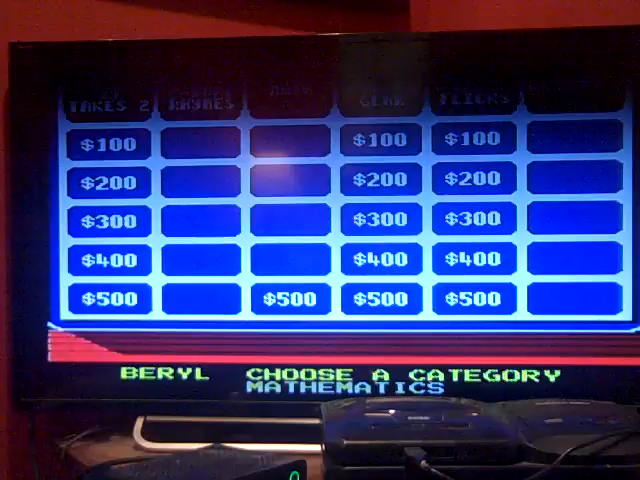 TAKES 2 RHYMES FLICKS
$100 $100 $100
$200 $200 $200
$300 $300 $300
$400 $400 $400
$500 $500 $500 $500
BERYL CHOOSE A CATEGORY
MATHEMATICS
0